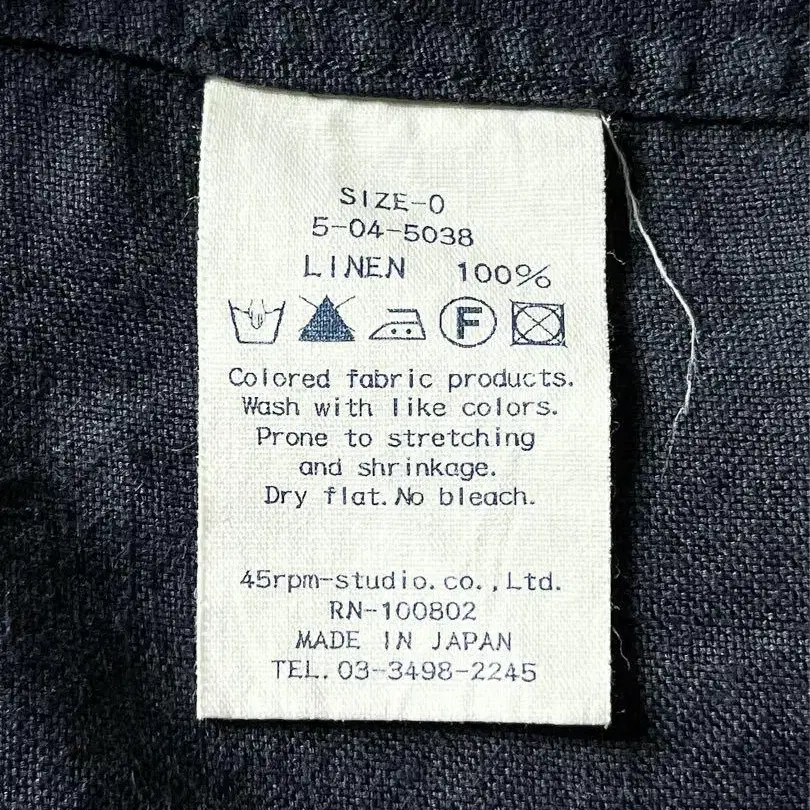 SIZE-0
5-04-5038
LINEN 100%
F
Colored fabric products.
Wash with like colors.
Prone to stretching
and shrinkage.
Dry flat. No bleach.
45rpm-studio.co.,Ltd.
RN-100802
MADE IN JAPAN
TEL.03-3498-2245